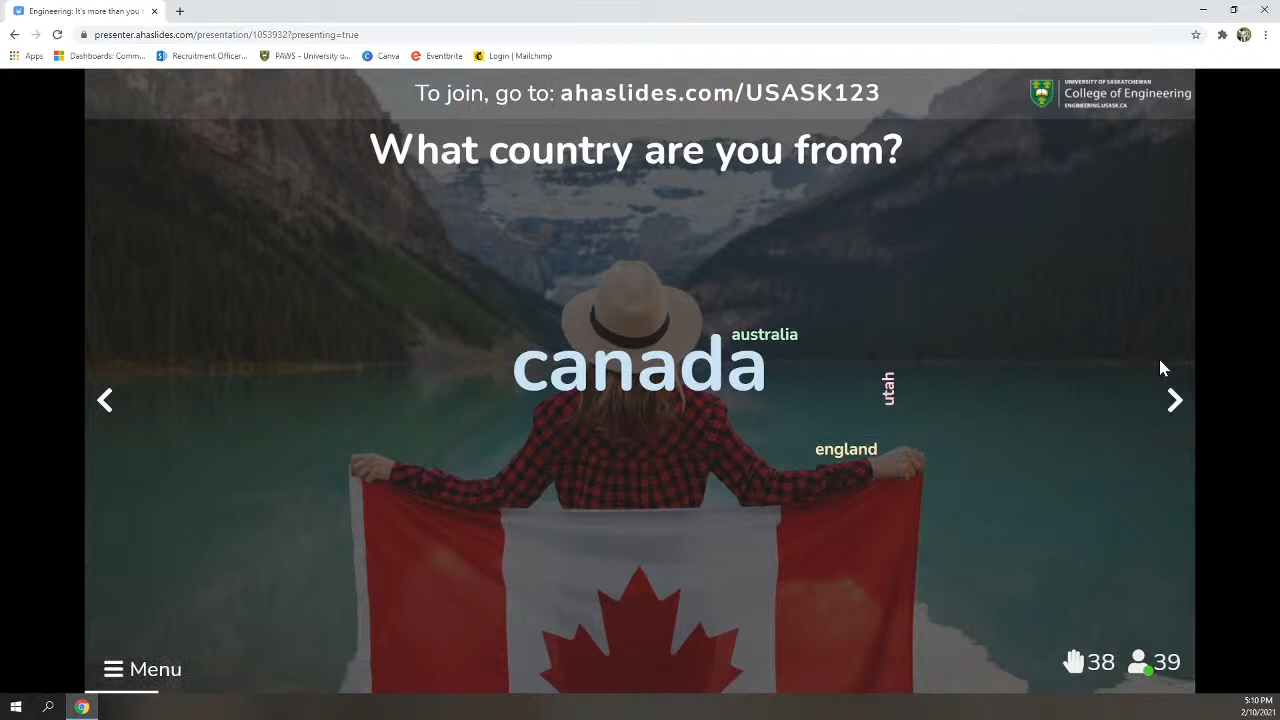 Engineering: It's more than you t
presenter.ahaslides.com/presentation/1053932?presenting=true
Apps
Dashboards: Comm...
Recruitment Officer...
PAWS - University o...
Canva
Eventbrite
Login | Mailchimp
To join, go to: ahaslides.com/USASK123
UNIVERSITY OF SASKATCHEWAN
College of Engineering
ENGINEERING.USASK.CA
What country are you from?
australia
canada
utah
england
Menu
38
39
5:10 PM
2/10/2021